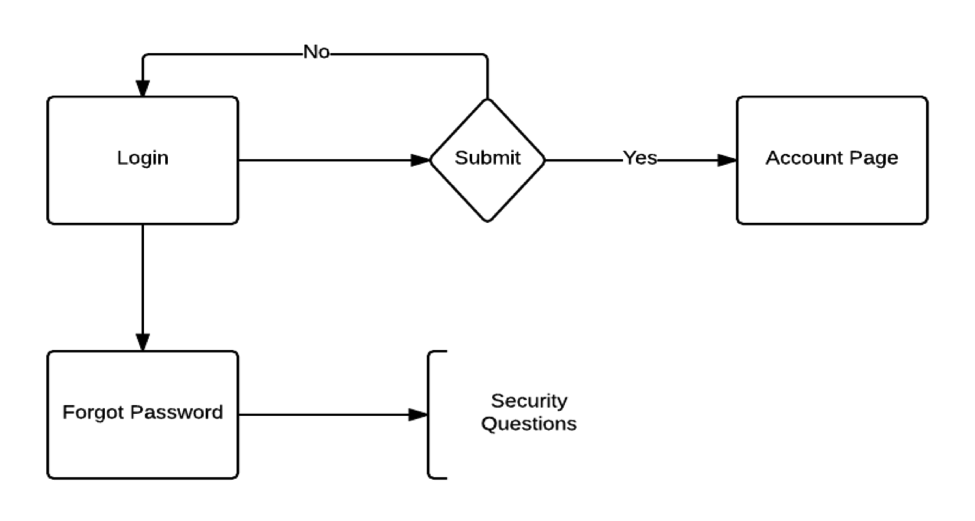 No
Login
Submit
Yes
Account Page
Forgot Password
Security
Questions